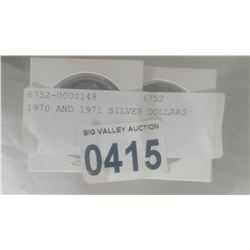 6752-0000148 6752
1970 AND 1971 SILVER DOLLARS
BIG VALLEY AUCTION
0415